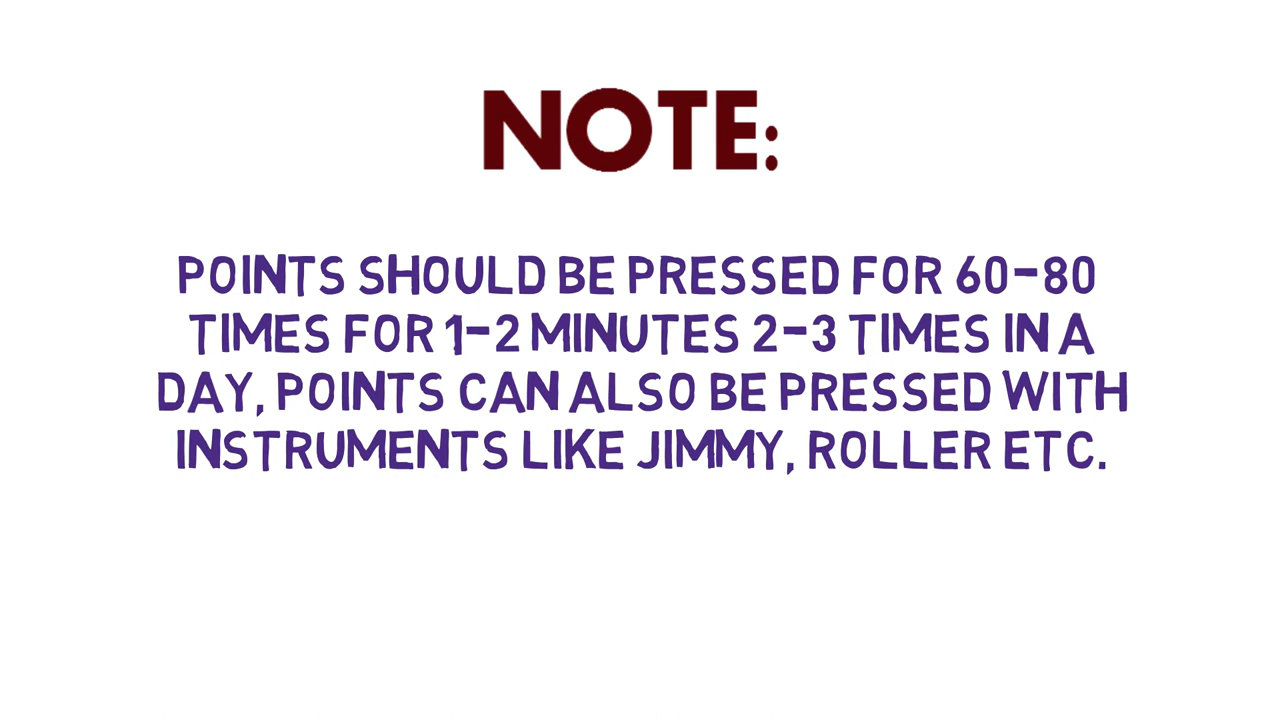 NOTE:
POINTS SHOULD BE PRESSED FOR 60-80
TIMES FOR 1-2 MINUTES 2-3 TIMES IN A
DAY, POINTS CAN ALSO BE PRESSED WITH
INSTRUMENTS LIKE JIMMY, ROLLER ETC.